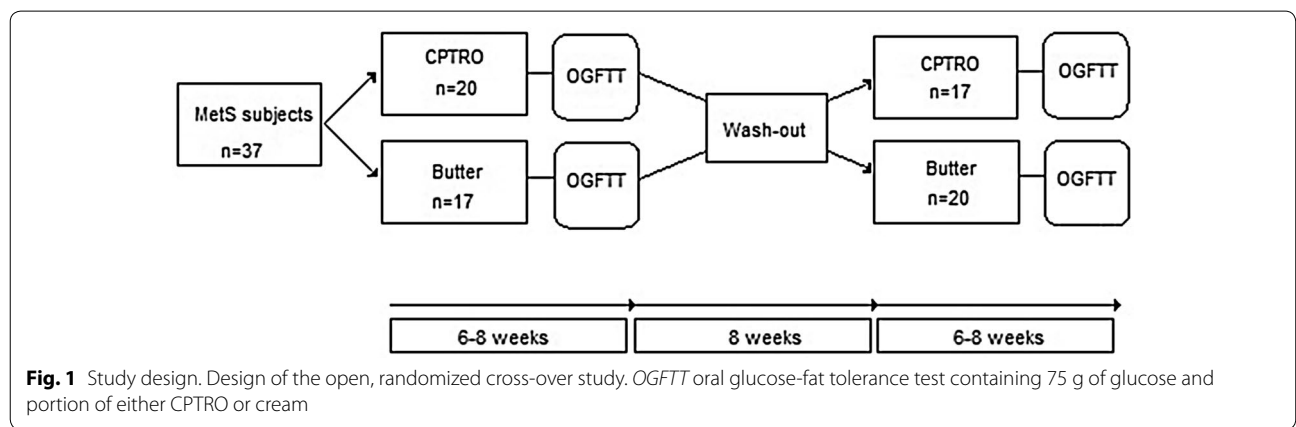 CPTRO
n=20
OGFTT
CPTRO
n=17
OGFTT
MetS subjects
n=37
Wash-out
Butter
n=17
OGFTT
Butter
n=20
OGFTT
6-8 weeks
8 weeks
6-8 weeks
Fig. 1 Study design. Design of the open, randomized cross-over study. OGFTT oral glucose-fat tolerance test containing 75 g of glucose and
portion of either CPTRO or cream